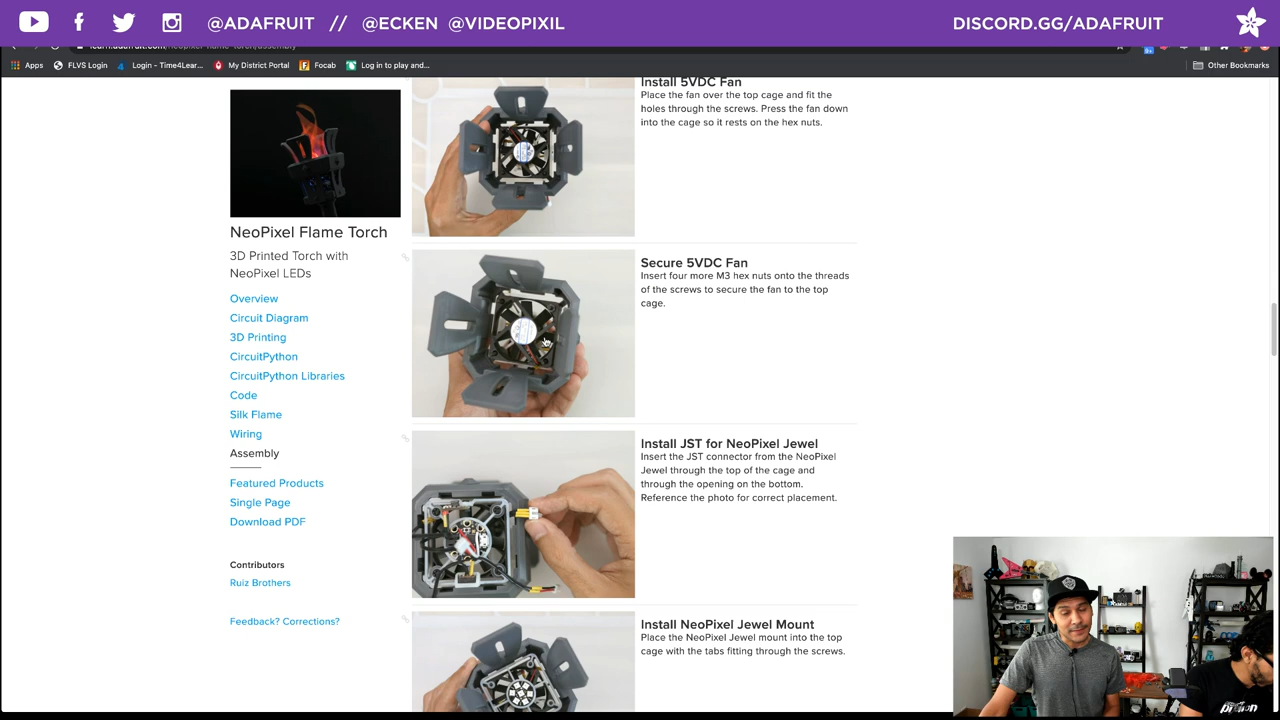 @ADAFRUIT // @ECKEN @VIDEOPIXIL
DISCORD.GG/ADAFRUIT
learn.adafruit.com/neopixel-flame-torch/assembly
Apps
FLVS Login
Login - Time4Lear...
My District Portal
Focab
Log in to play and...
Other Bookmarks
NeoPixel Flame Torch
3D Printed Torch with
NeoPixel LEDs
Overview
Circuit Diagram
3D Printing
CircuitPython
CircuitPython Libraries
Code
Silk Flame
Wiring
Assembly
Featured Products
Single Page
Download PDF
Contributors
Ruiz Brothers
Feedback? Corrections?
Install 5VDC Fan
Place the fan over the top cage and fit the
holes through the screws. Press the fan down
into the cage so it rests on the hex nuts.
Secure 5VDC Fan
Insert four more M3 hex nuts onto the threads
of the screws to secure the fan to the top
cage.
Install JST for NeoPixel Jewel
Insert the JST connector from the NeoPixel
Jewel through the top of the cage and
through the opening on the bottom.
Reference the photo for correct placement.
Install NeoPixel Jewel Mount
Place the NeoPixel Jewel mount into the top
cage with the tabs fitting through the screws.